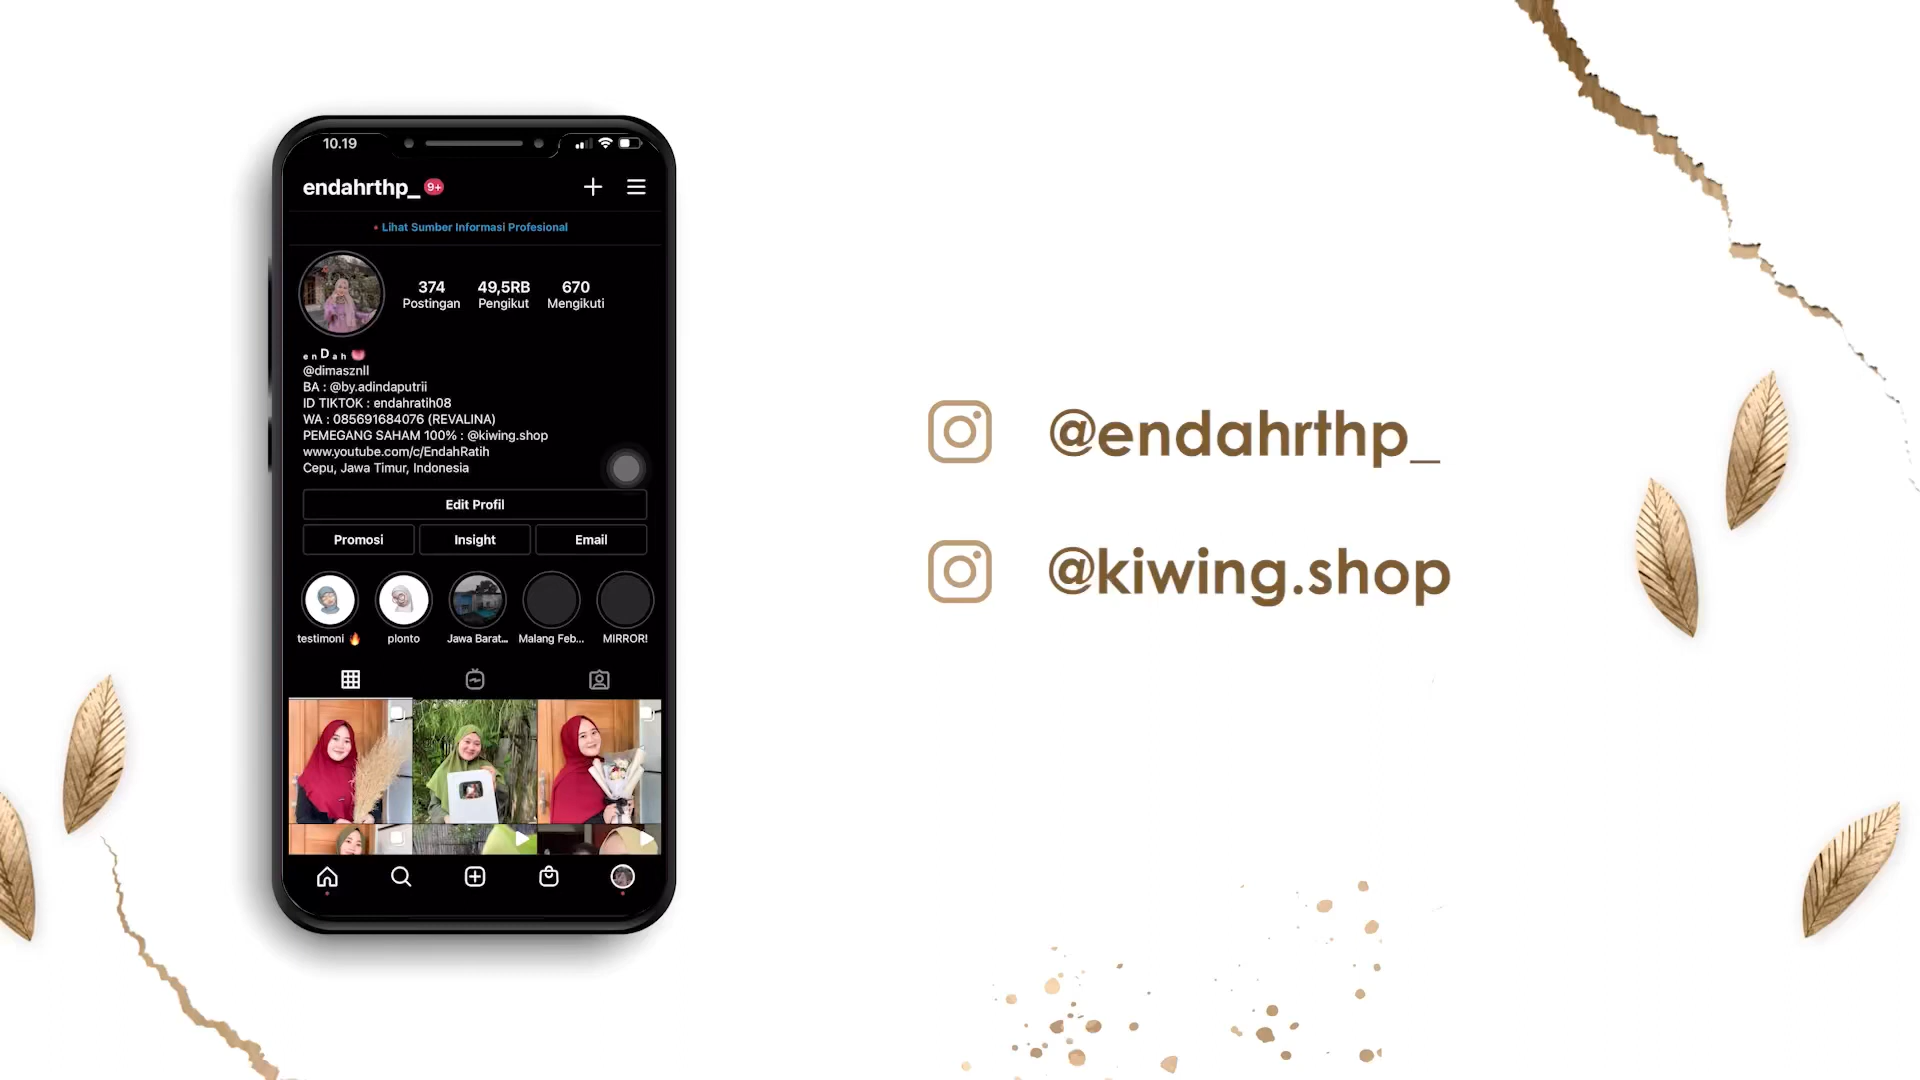 10.19
endahrthp_ 9+
Lihat Sumber Informasi Profesional
374 49,5RB 670
Postingan Pengikut Mengikuti
enDah
@dimasznll
BA : @by.adindaputrii
ID TIKTOK : endahratih08
WA : 085691684076 (REVALINA)
PEMEGANG SAHAM 100% : @kiwing.shop
www.youtube.com/c/EndahRatih
Cepu, Jawa Timur, Indonesia
Edit Profil
Promosi Insight Email
testimoni plonto Jawa Barat... Malang Feb... MIRROR!
@endahrthp_
@kiwing.shop